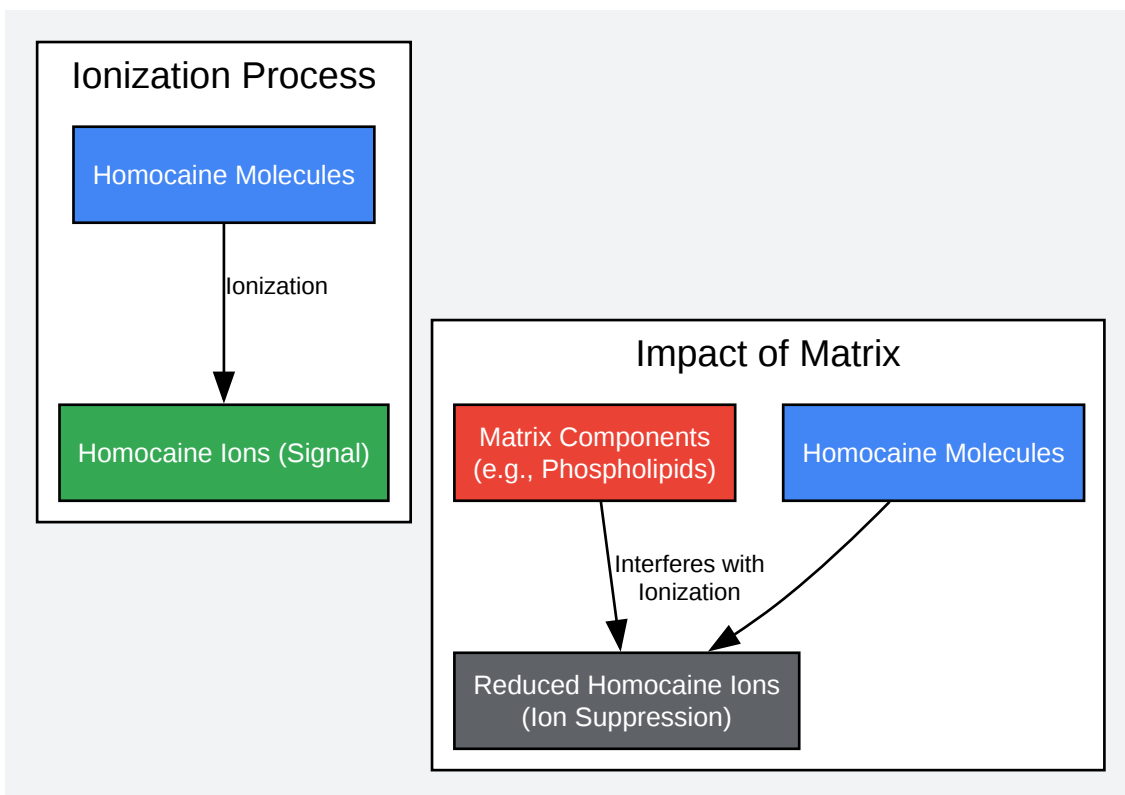 Ionization Process
Homocaine Molecules
Ionization
Homocaine Ions (Signal)
Impact of Matrix
Matrix Components
(e.g., Phospholipids)
Homocaine Molecules
Interferes with
Ionization
Reduced Homocaine Ions
(Ion Suppression)